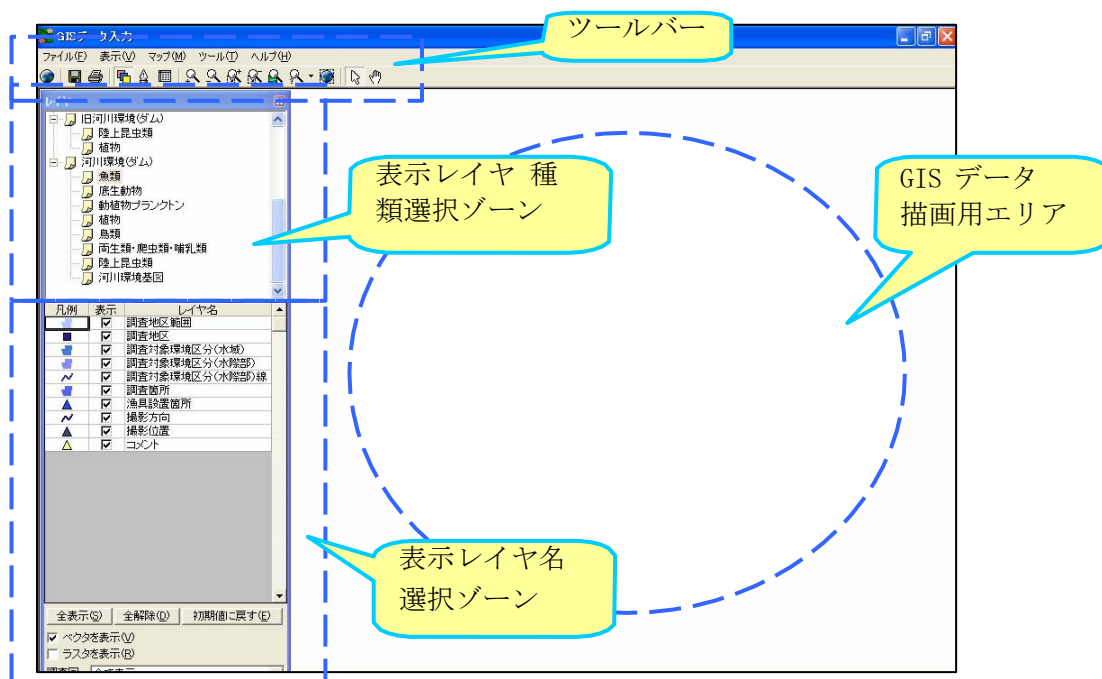 ツールバー
GISデータ入力
ファイル(F) 表示(V) マップ(M) ツール(T) ヘルプ(H)
レイヤ
旧河川環境(ダム)
陸上昆虫類
植物
河川環境(ダム)
魚類
底生動物
動植物プランクトン
植物
鳥類
両生類・爬虫類・哺乳類
陸上昆虫類
河川環境基図
表示レイヤ 種
類選択ゾーン
GIS データ
描画用エリア
凡例 表示 レイヤ名
調査地区範囲
調査地区
調査対象環境区分(水域)
調査対象環境区分(水際部)
調査対象環境区分(水際部)線
調査箇所
漁具設置箇所
撮影方向
撮影位置
コメント
表示レイヤ名
選択ゾーン
全表示(S) 全解除(D) 初期値に戻す(E)
ベクタを表示(V)
ラスタを表示(R)
調査回 全て表示